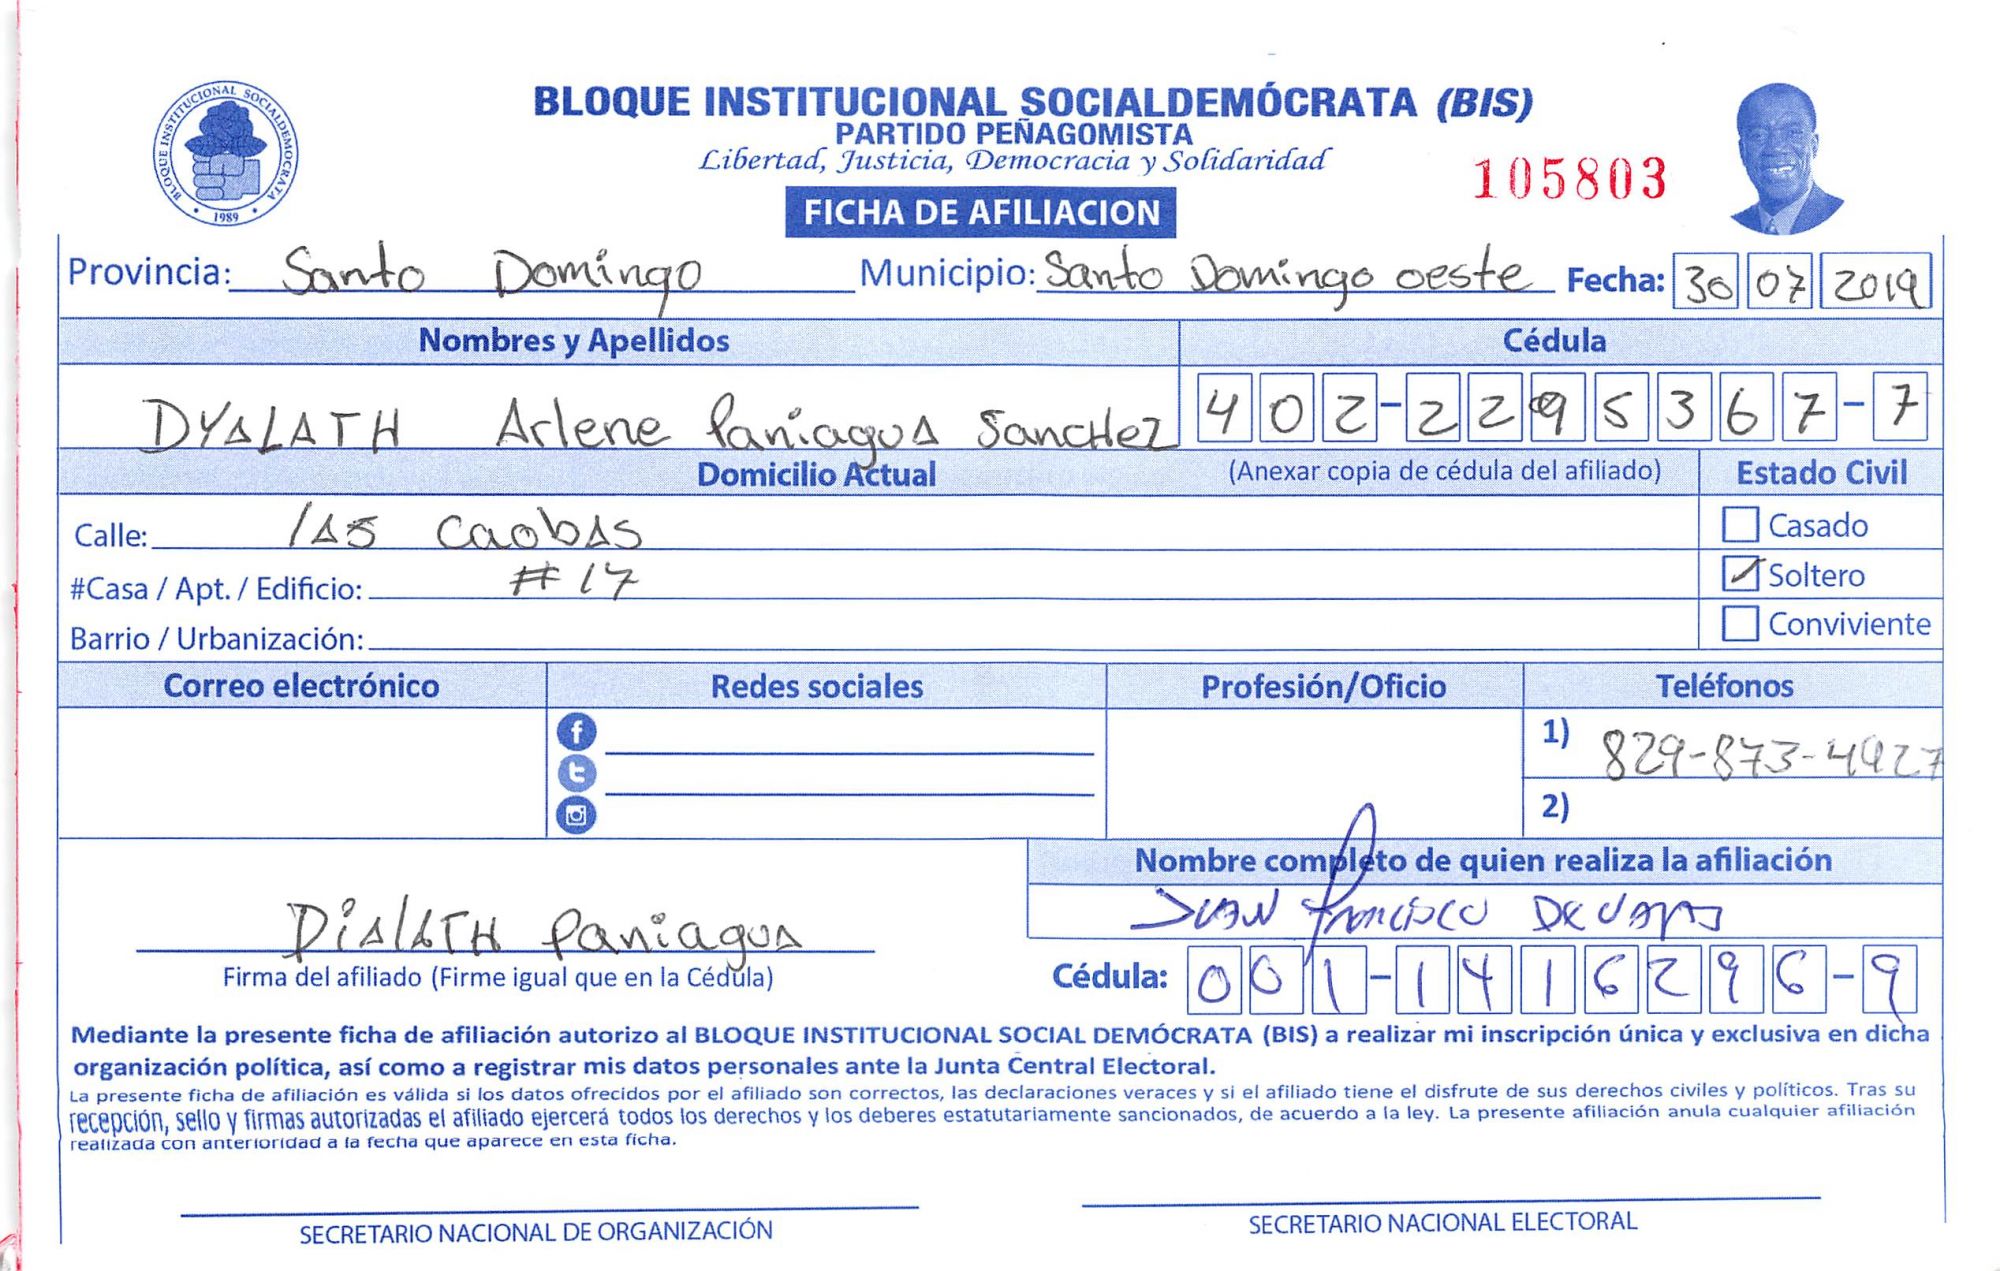 BLOQUE INSTITUCIONAL SOCIALDEMOCRATA
1989
BLOQUE INSTITUCIONAL SOCIALDEMÓCRATA (BIS)
PARTIDO PEÑAGOMISTA
Libertad, Justicia, Democracia y Solidaridad
105803
FICHA DE AFILIACION
Provincia: Santo Domingo Municipio: Santo Domingo oeste Fecha: 30 07 2019
Nombres y Apellidos Cédula
DYALATH Arlene Paniagua SancHez 402-2295367-7
Domicilio Actual (Anexar copia de cédula del afiliado) Estado Civil
Calle: lAS CaobAS Casado
#Casa / Apt. / Edificio: #17 Soltero
Barrio / Urbanización: Conviviente
Correo electrónico Redes sociales Profesión/Oficio Teléfonos
1) 829-873-4927
2)
Nombre completo de quien realiza la afiliación
DiAlATH Paniagua JUAN FRANCISCO
Firma del afiliado (Firme igual que en la Cédula) Cédula: 001-1416296-9
Mediante la presente ficha de afiliación autorizo al BLOQUE INSTITUCIONAL SOCIAL DEMÓCRATA (BIS) a realizar mi inscripción única y exclusiva en dicha
organización política, así como a registrar mis datos personales ante la Junta Central Electoral.
La presente ficha de afiliación es válida si los datos ofrecidos por el afiliado son correctos, las declaraciones veraces y si el afiliado tiene el disfrute de sus derechos civiles y políticos. Tras su
recepción, sello y firmas autorizadas el afiliado ejercerá todos los derechos y los deberes estatutariamente sancionados, de acuerdo a la ley. La presente afiliación anula cualquier afiliación
realizada con anterioridad a la fecha que aparece en esta ficha.
SECRETARIO NACIONAL DE ORGANIZACIÓN SECRETARIO NACIONAL ELECTORAL